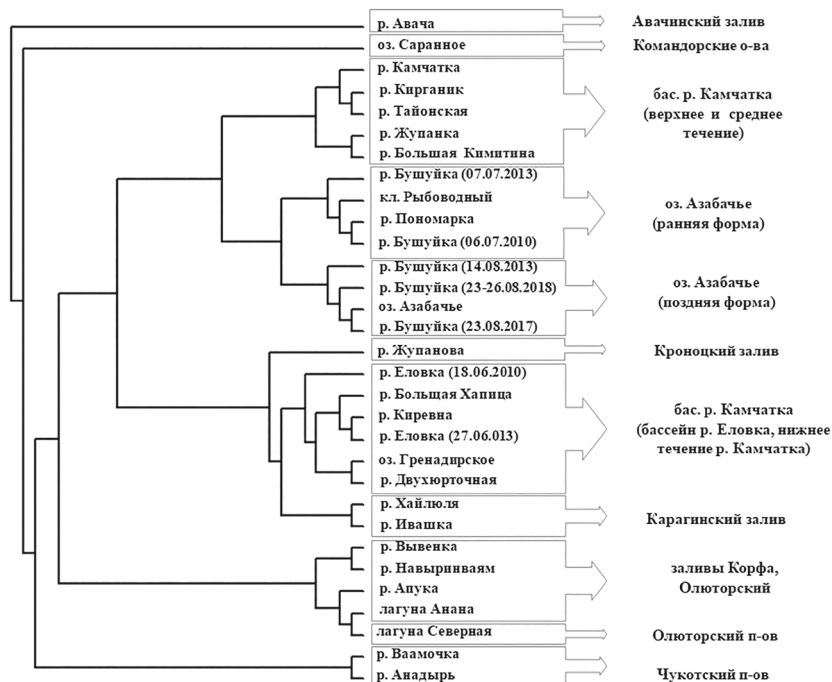 р. Авача
Авачинский залив
оз. Саранное
Командорские о-ва
р. Камчатка
р. Кирганик
р. Тайонская
р. Жупанка
р. Большая Кимитина
бас. р. Камчатка
(верхнее и среднее
течение)
р. Бушуйка (07.07.2013)
кл. Рыбоводный
р. Пономарка
р. Бушуйка (06.07.2010)
оз. Азабачье
(ранняя форма)
р. Бушуйка (14.08.2013)
р. Бушуйка (23-26.08.2018)
оз. Азабачье
р. Бушуйка (23.08.2017)
оз. Азабачье
(поздняя форма)
р. Жупанова
Кроноцкий залив
р. Еловка (18.06.2010)
р. Большая Хапица
р. Киревна
р. Еловка (27.06.013)
оз. Гренадирское
р. Двухюрточная
бас. р. Камчатка
(бассейн р. Еловка, нижнее
течение р. Камчатка)
р. Хайлюля
р. Ивашка
Карагинский залив
р. Вывенка
р. Навыринваям
р. Апука
лагуна Анана
заливы Корфа,
Олюторский
лагуна Северная
Олюторский п-ов
р. Ваамочка
р. Анадырь
Чукотский п-ов